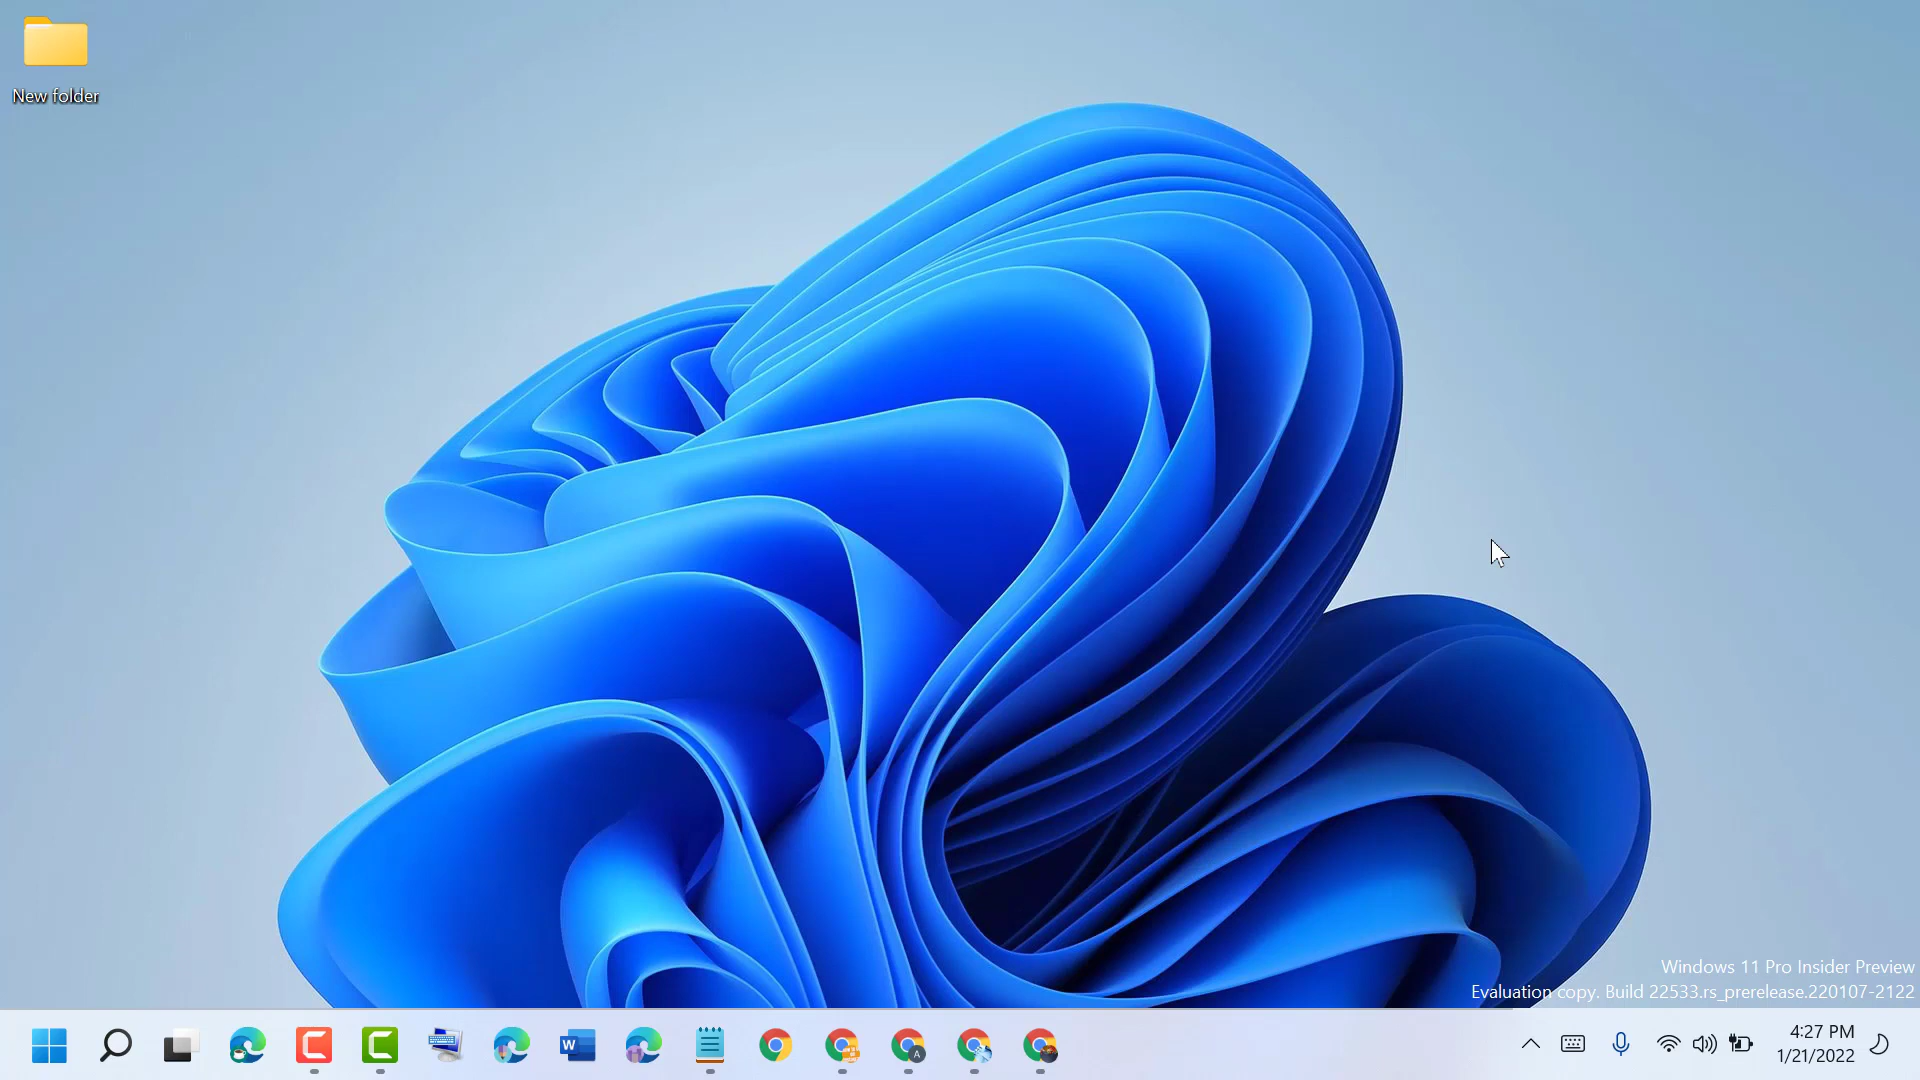 New folder
Windows 11 Pro Insider Preview
Evaluation copy. Build 22533.rs_prerelease.220107-2122
W
A
4:27 PM
1/21/2022